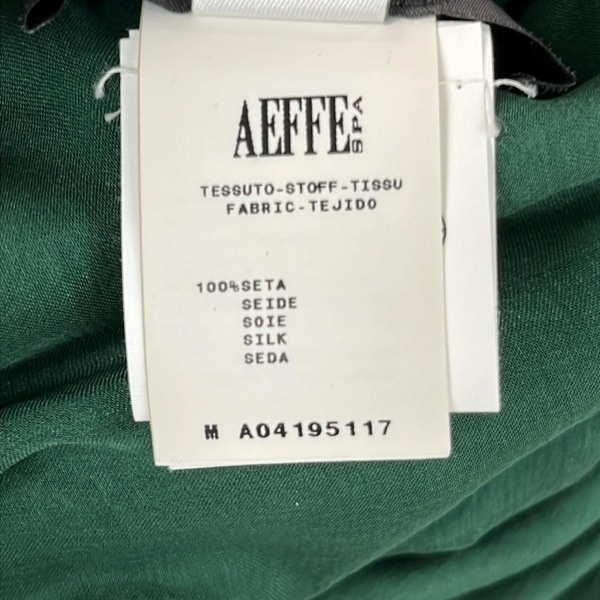 AEFFE SPA
TESSUTO-STOFF-TISSU
FABRIC-TEJIDO
100%SETA
SEIDE
SOIE
SILK
SEDA
M A04195117